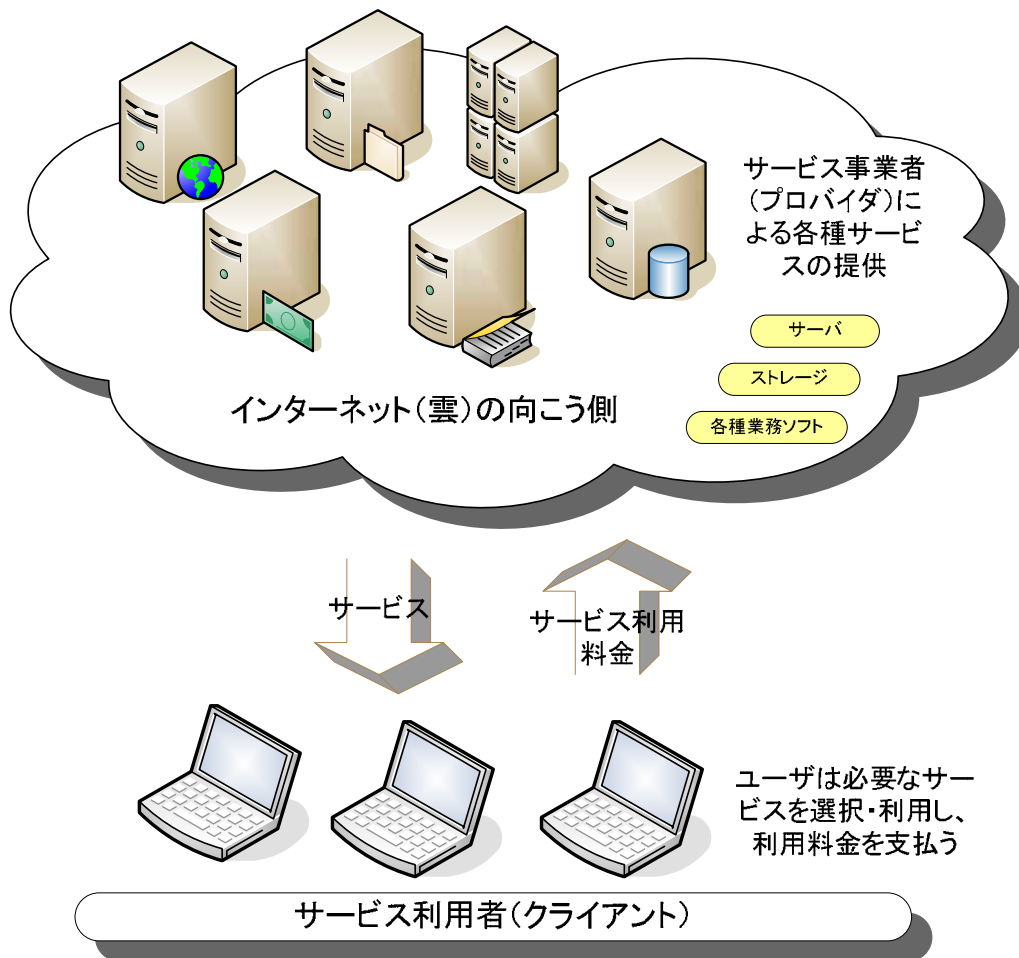 サービス事業者
(プロバイダ)に
よる各種サービ
スの提供
サーバ
ストレージ
各種業務ソフト
インターネット(雲)の向こう側
サービス
サービス利用
料金
ユーザは必要なサー
ビスを選択・利用し、
利用料金を支払う
サービス利用者(クライアント)